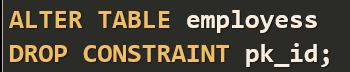 ALTER TABLE employess
DROP CONSTRAINT pk_id;